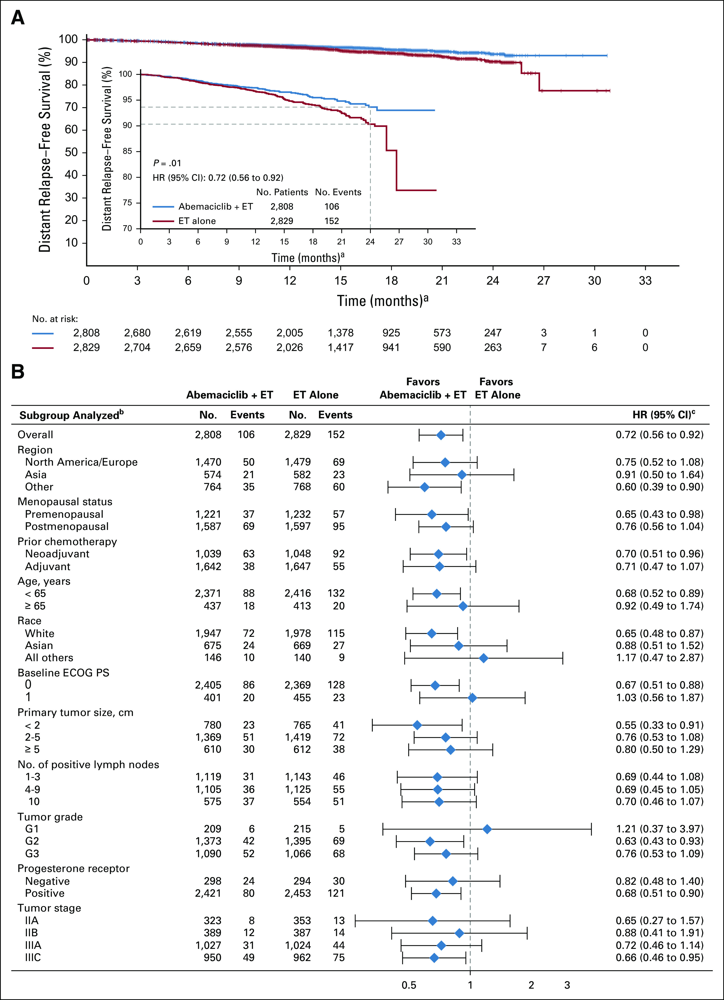 A
Distant Relapse–Free Survival (%)
100
90
80
70
60
50
40
30
20
10
Distant Relapse–Free Survival (%)
100
95
90
85
80
75
70
P = .01
HR (95% CI): 0.72 (0.56 to 0.92)
No. Patients No. Events
Abemaciclib + ET 2,808 106
ET alone 2,829 152
0 3 6 9 12 15 18 21 24 27 30 33
Time (months)a
0 3 6 9 12 15 18 21 24 27 30 33
Time (months)a
No. at risk:
2,808 2,680 2,619 2,555 2,005 1,378 925 573 247 3 1 0
2,829 2,704 2,659 2,576 2,026 1,417 941 590 263 7 6 0
B
Favors Favors
Abemaciclib + ET ET Alone Abemaciclib + ET ET Alone
Subgroup Analyzedb No. Events No. Events HR (95% CI)c
Overall 2,808 106 2,829 152 0.72 (0.56 to 0.92)
Region
North America/Europe 1,470 50 1,479 69 0.75 (0.52 to 1.08)
Asia 574 21 582 23 0.91 (0.50 to 1.64)
Other 764 35 768 60 0.60 (0.39 to 0.90)
Menopausal status
Premenopausal 1,221 37 1,232 57 0.65 (0.43 to 0.98)
Postmenopausal 1,587 69 1,597 95 0.76 (0.56 to 1.04)
Prior chemotherapy
Neoadjuvant 1,039 63 1,048 92 0.70 (0.51 to 0.96)
Adjuvant 1,642 38 1,647 55 0.71 (0.47 to 1.07)
Age, years
< 65 2,371 88 2,416 132 0.68 (0.52 to 0.89)
≥ 65 437 18 413 20 0.92 (0.49 to 1.74)
Race
White 1,947 72 1,978 115 0.65 (0.48 to 0.87)
Asian 675 24 669 27 0.88 (0.51 to 1.52)
All others 146 10 140 9 1.17 (0.47 to 2.87)
Baseline ECOG PS
0 2,405 86 2,369 128 0.67 (0.51 to 0.88)
1 401 20 455 23 1.03 (0.56 to 1.87)
Primary tumor size, cm
< 2 780 23 765 41 0.55 (0.33 to 0.91)
2-5 1,369 51 1,419 72 0.76 (0.53 to 1.08)
≥ 5 610 30 612 38 0.80 (0.50 to 1.29)
No. of positive lymph nodes
1-3 1,119 31 1,143 46 0.69 (0.44 to 1.08)
4-9 1,105 36 1,125 55 0.69 (0.45 to 1.05)
10 575 37 554 51 0.70 (0.46 to 1.07)
Tumor grade
G1 209 6 215 5 1.21 (0.37 to 3.97)
G2 1,373 42 1,395 69 0.63 (0.43 to 0.93)
G3 1,090 52 1,066 68 0.76 (0.53 to 1.09)
Progesterone receptor
Negative 298 24 294 30 0.82 (0.48 to 1.40)
Positive 2,421 80 2,453 121 0.68 (0.51 to 0.90)
Tumor stage
IIA 323 8 353 13 0.65 (0.27 to 1.57)
IIB 389 12 387 14 0.88 (0.41 to 1.91)
IIIA 1,027 31 1,024 44 0.72 (0.46 to 1.14)
IIIC 950 49 962 75 0.66 (0.46 to 0.95)
0.5 1 2 3